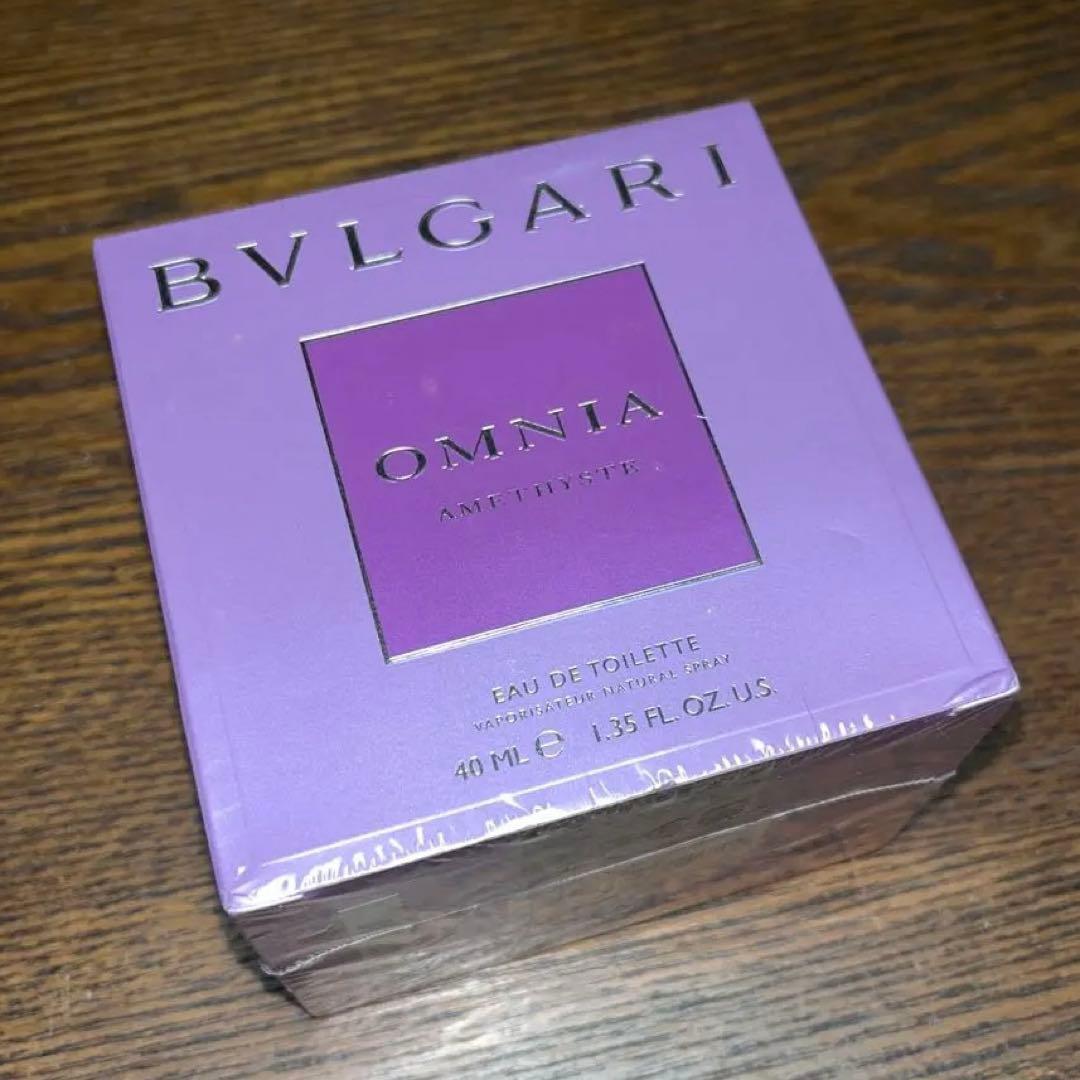 BVLGARI
OMNIA
AMETHYSTE
EAU DE TOILETTE
VAPORISATEUR NATURAL SPRAY
40 ML ℮ 1.35 FL. OZ. U.S.